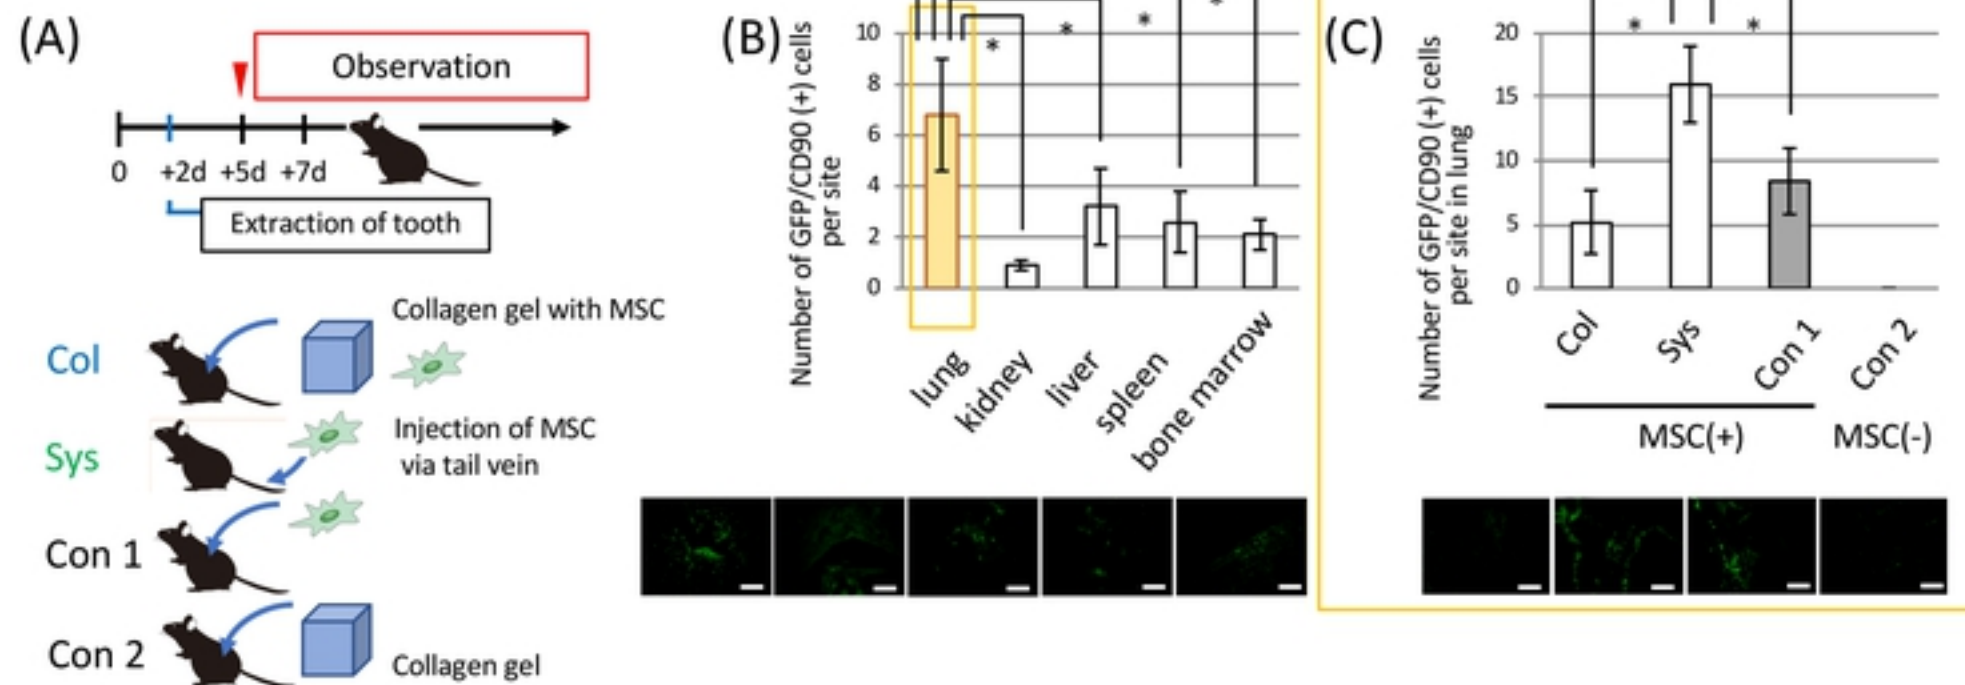 (A)
Observation
0
+2d
+5d
+7d
Extraction of tooth
Col
Collagen gel with MSC
Sys
Injection of MSC
via tail vein
Con 1
Con 2
Collagen gel
(B)
Number of GFP/CD90 (+) cells
per site
10
8
6
4
2
0
*
*
*
*
lung
kidney
liver
spleen
bone marrow
(C)
Number of GFP/CD90 (+) cells
per site in lung
20
15
10
5
0
*
*
Col
Sys
Con 1
Con 2
MSC(+)
MSC(-)